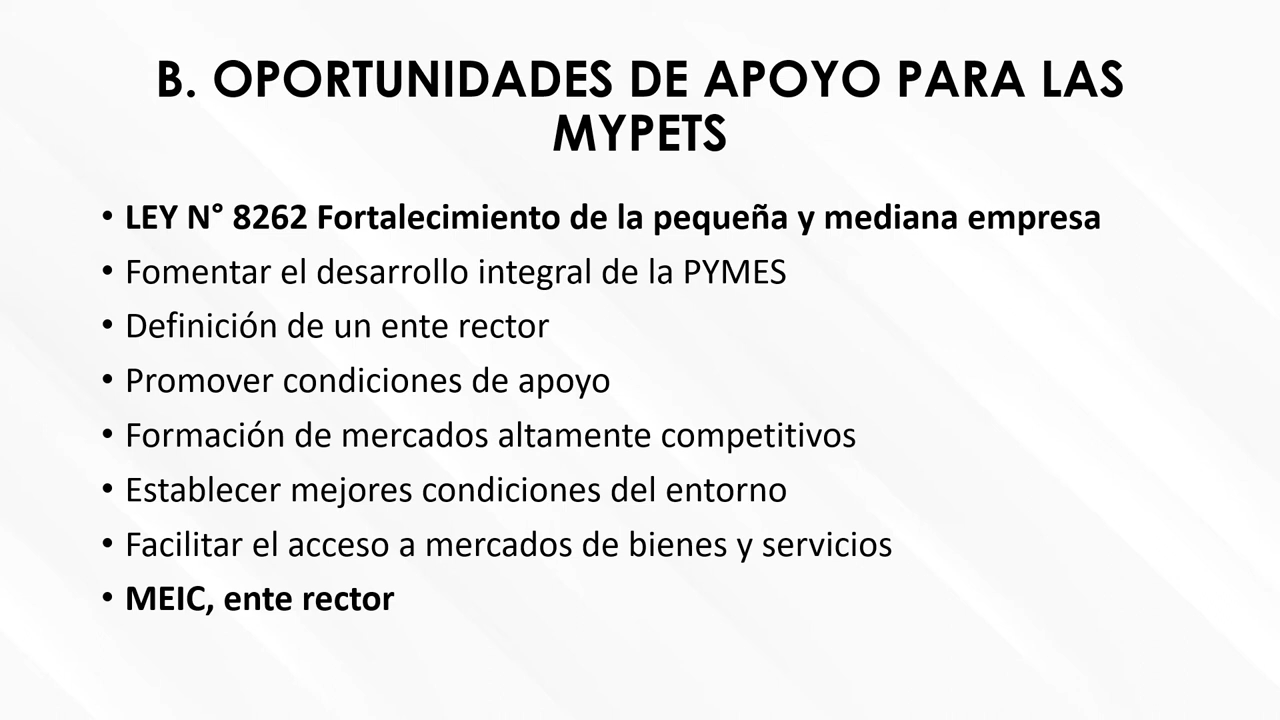 B. OPORTUNIDADES DE APOYO PARA LAS
MYPETS
• LEY N° 8262 Fortalecimiento de la pequeña y mediana empresa
• Fomentar el desarrollo integral de la PYMES
• Definición de un ente rector
• Promover condiciones de apoyo
• Formación de mercados altamente competitivos
• Establecer mejores condiciones del entorno
• Facilitar el acceso a mercados de bienes y servicios
• MEIC, ente rector